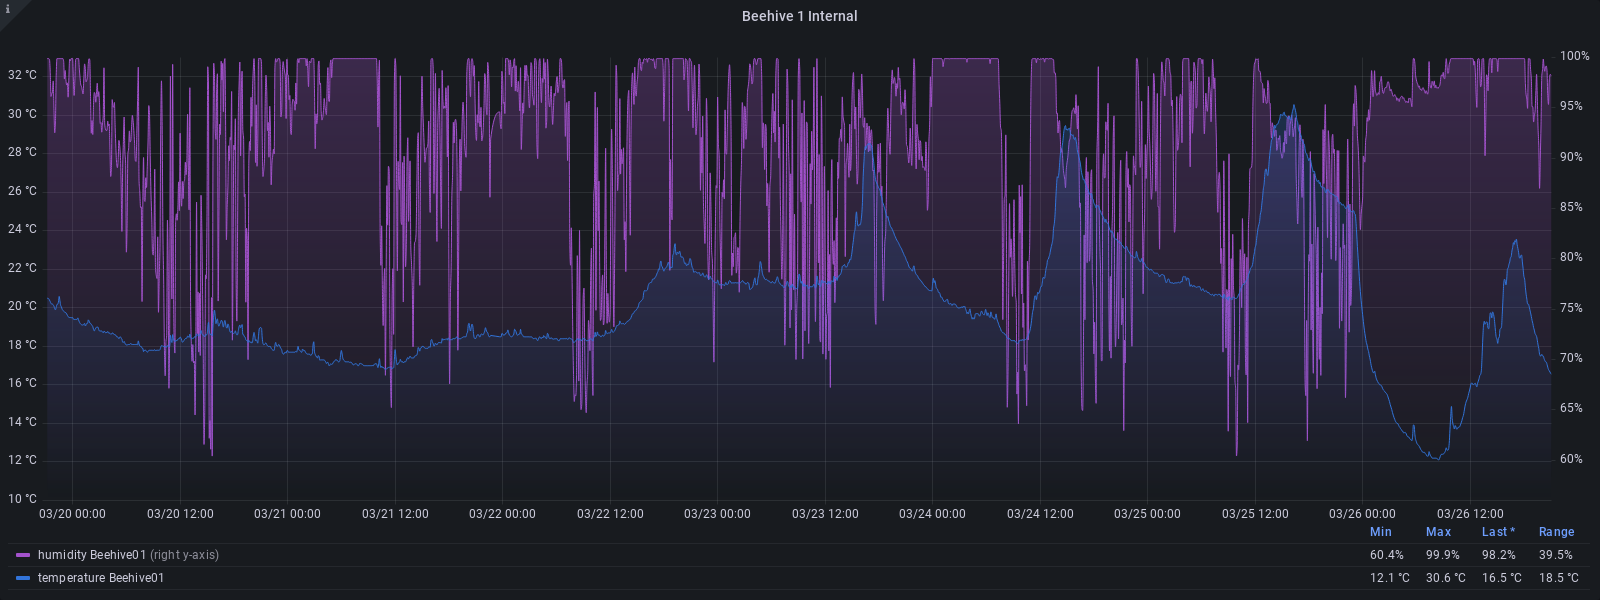 i
Beehive 1 Internal
32 °C
30 °C
28 °C
26 °C
24 °C
22 °C
20 °C
18 °C
16 °C
14 °C
12 °C
10 °C
100%
95%
90%
85%
80%
75%
70%
65%
60%
03/20 00:00 03/20 12:00 03/21 00:00 03/21 12:00 03/22 00:00 03/22 12:00 03/23 00:00 03/23 12:00 03/24 00:00 03/24 12:00 03/25 00:00 03/25 12:00 03/26 00:00 03/26 12:00
Min Max Last * Range
humidity Beehive01 (right y-axis) 60.4% 99.9% 98.2% 39.5%
temperature Beehive01 12.1 °C 30.6 °C 16.5 °C 18.5 °C